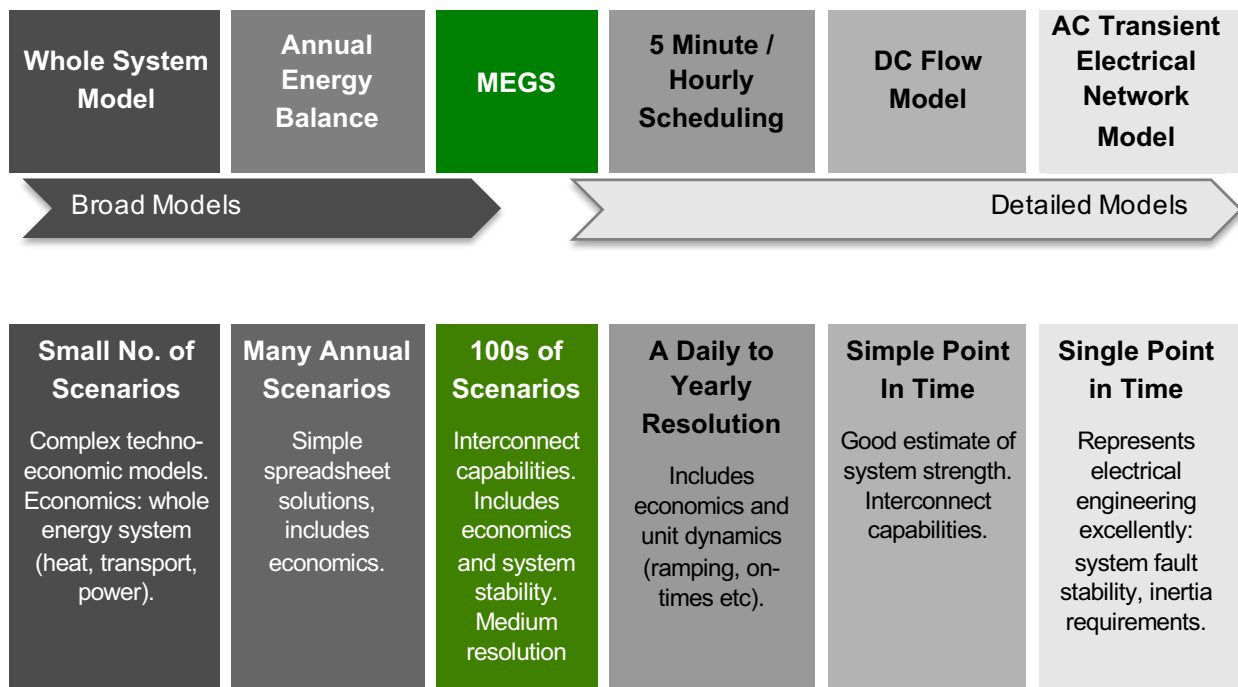 Whole System
Model
Annual
Energy
Balance
MEGS
5 Minute /
Hourly
Scheduling
DC Flow
Model
AC Transient
Electrical
Network
Model
Broad Models
Detailed Models
Small No. of
Scenarios
Complex techno-
economic models.
Economics: whole
energy system
(heat, transport,
power).
Many Annual
Scenarios
Simple
spreadsheet
solutions,
includes
economics.
100s of
Scenarios
Interconnect
capabilities.
Includes
economics
and system
stability.
Medium
resolution
A Daily to
Yearly
Resolution
Includes
economics and
unit dynamics
(ramping, on-
times etc).
Simple Point
In Time
Good estimate of
system strength.
Interconnect
capabilities.
Single Point
in Time
Represents
electrical
engineering
excellently:
system fault
stability, inertia
requirements.